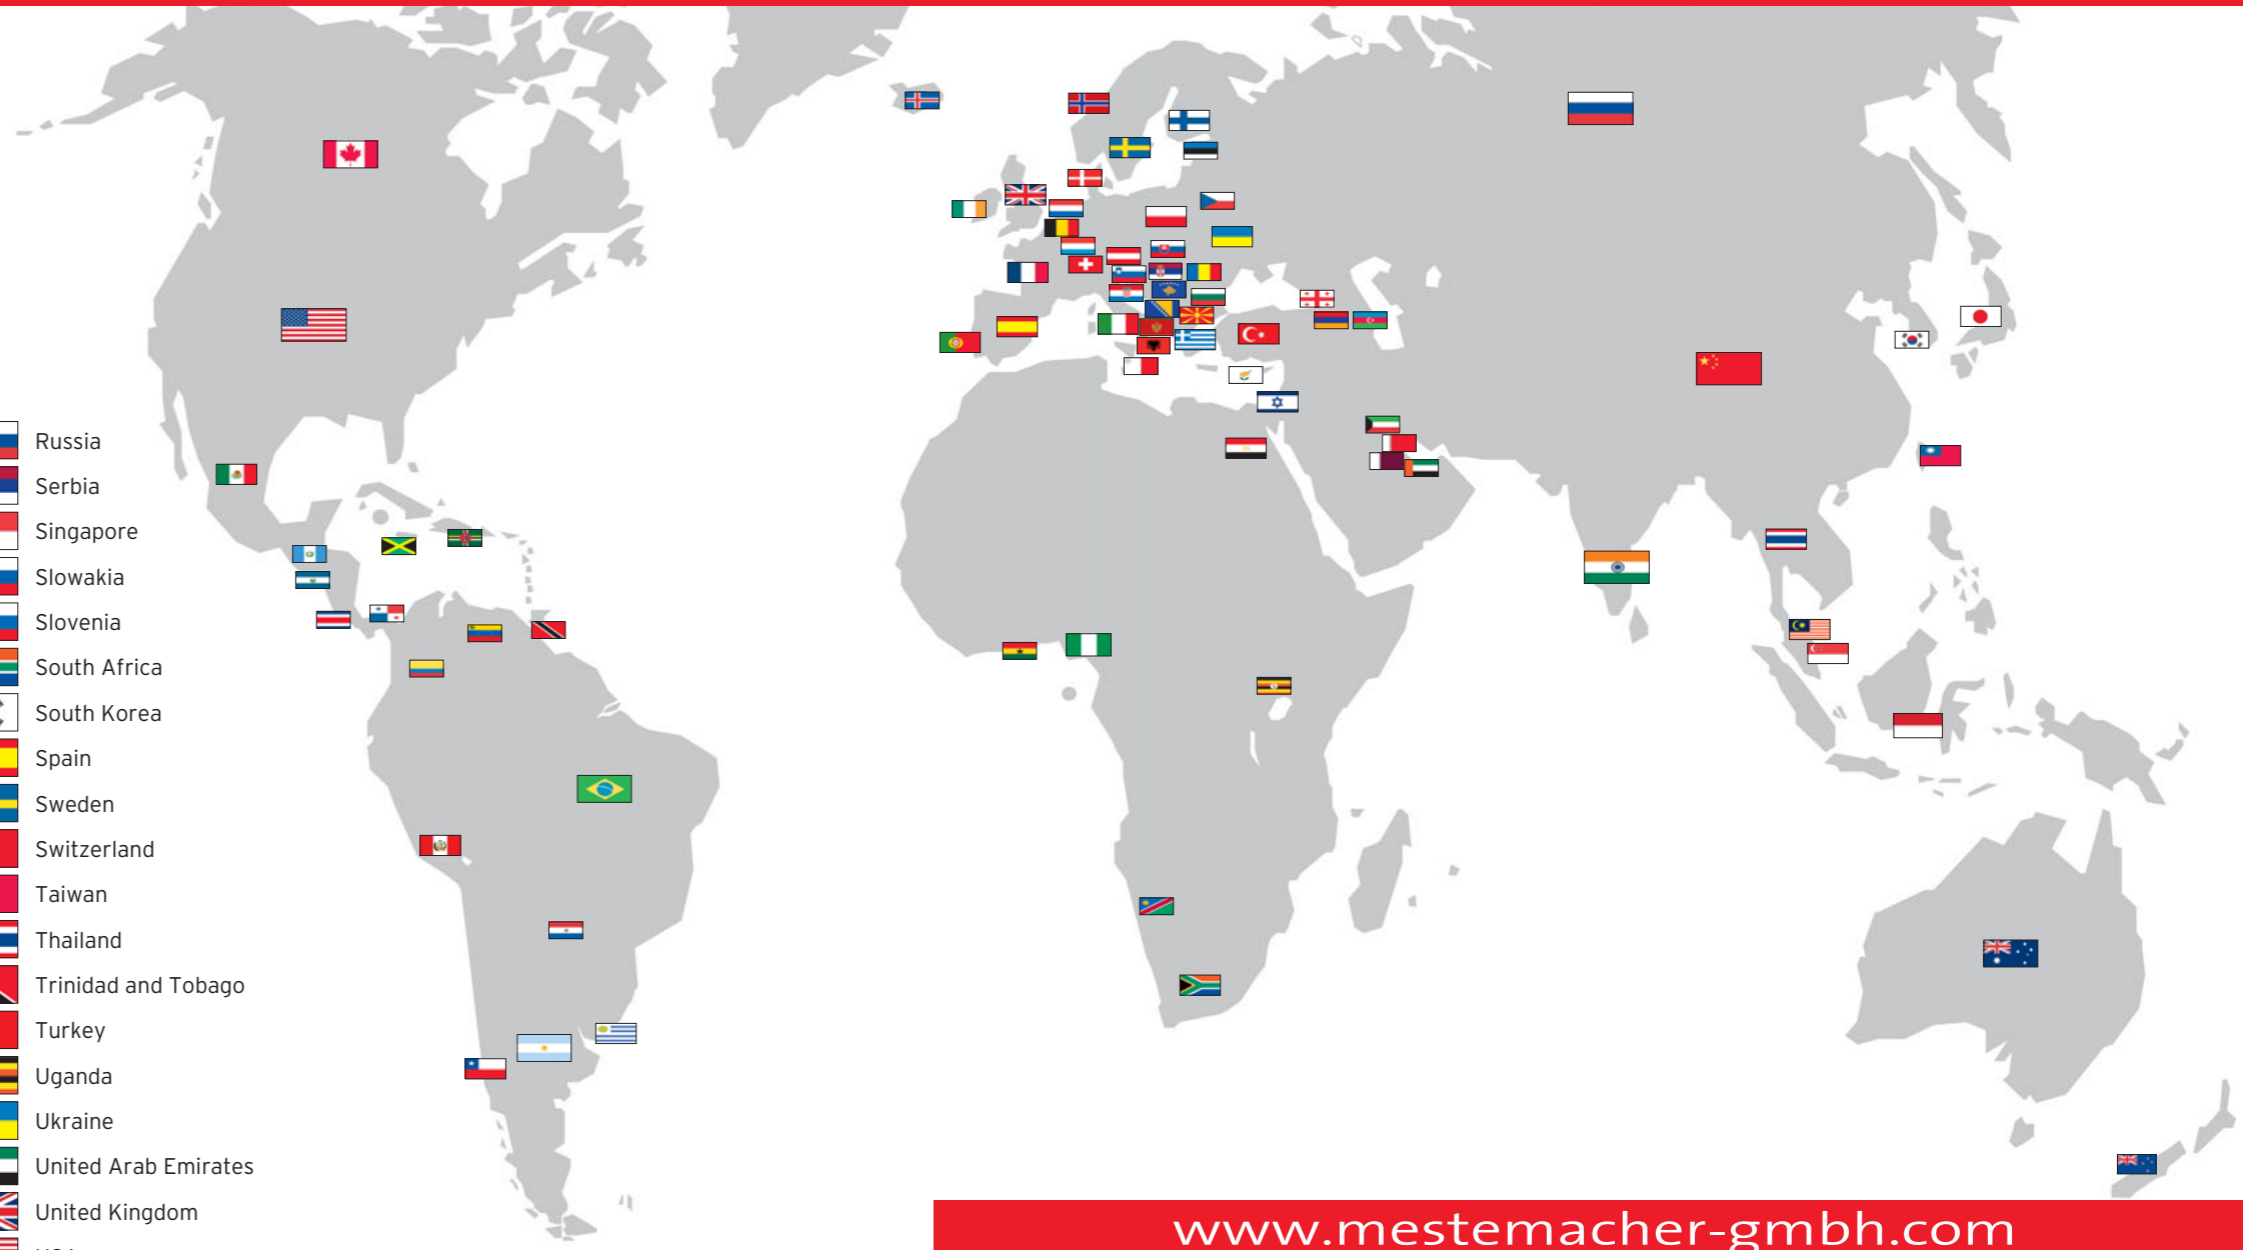 Russia
Serbia
Singapore
Slowakia
Slovenia
South Africa
South Korea
Spain
Sweden
Switzerland
Taiwan
Thailand
Trinidad and Tobago
Turkey
Uganda
Ukraine
United Arab Emirates
United Kingdom
www.mestemacher-gmbh.com